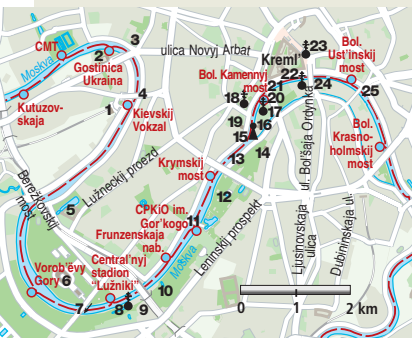 CMT
2
3
ulica Novyj Arbat
Kreml'
23
Bol.
Ust'inskij
most
Moskva
Gostinica
Ukraina
Bol. Kamennyj
most
20
21
22
24
25
Kutuzov-
skaja
1
4
Kievskij
Vokzal
18
19
17
16
15
14
13
Bol.
Krasno-
holmskij
most
ul. Bol'šaja Ordynka
Berežkovskij
most
Lužneckij proezd
Krymskij
most
12
5
CPKiO im.
Gor'kogo
11
Frunzenskaja
nab.
Leninskij prospekt
Ljusinovskaja
ulica
Dubininskaja ul.
Moskva
Central'nyj
stadion
"Lužniki"
Vorob'ëvy
Gory
6
7
8
9
10
0
1
2 km